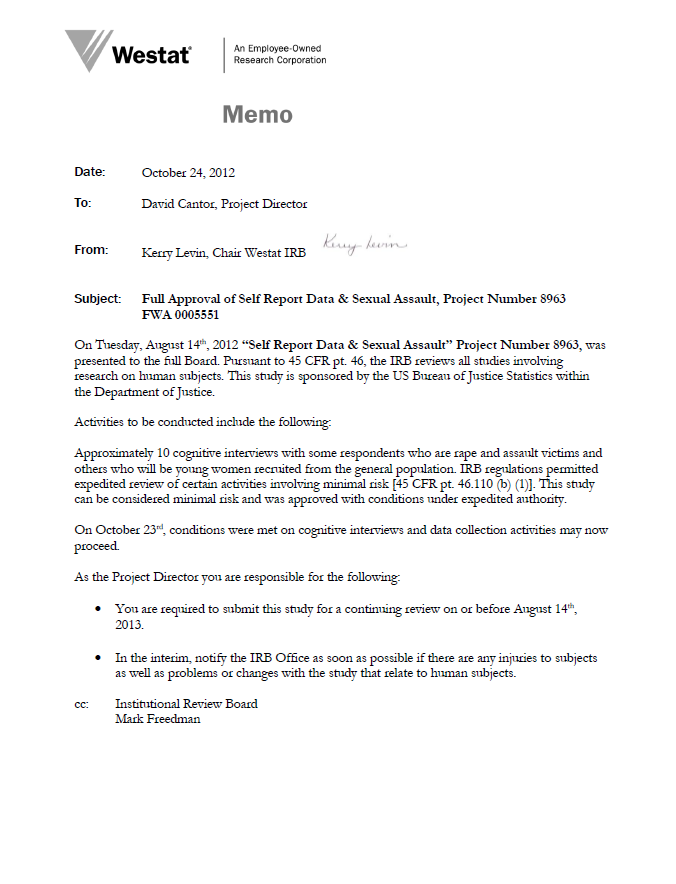 Westat®
An Employee-Owned
Research Corporation
Memo
Date: October 24, 2012
To: David Cantor, Project Director
From: Kerry Levin, Chair Westat IRB Kerry Levin
Subject: Full Approval of Self Report Data & Sexual Assault, Project Number 8963
FWA 0005551
On Tuesday, August 14th, 2012 “Self Report Data & Sexual Assault” Project Number 8963, was
presented to the full Board. Pursuant to 45 CFR pt. 46, the IRB reviews all studies involving
research on human subjects. This study is sponsored by the US Bureau of Justice Statistics within
the Department of Justice.
Activities to be conducted include the following:
Approximately 10 cognitive interviews with some respondents who are rape and assault victims and
others who will be young women recruited from the general population. IRB regulations permitted
expedited review of certain activities involving minimal risk [45 CFR pt. 46.110 (b) (1)]. This study
can be considered minimal risk and was approved with conditions under expedited authority.
On October 23rd, conditions were met on cognitive interviews and data collection activities may now
proceed.
As the Project Director you are responsible for the following:
• You are required to submit this study for a continuing review on or before August 14th,
2013.
• In the interim, notify the IRB Office as soon as possible if there are any injuries to subjects
as well as problems or changes with the study that relate to human subjects.
cc: Institutional Review Board
Mark Freedman